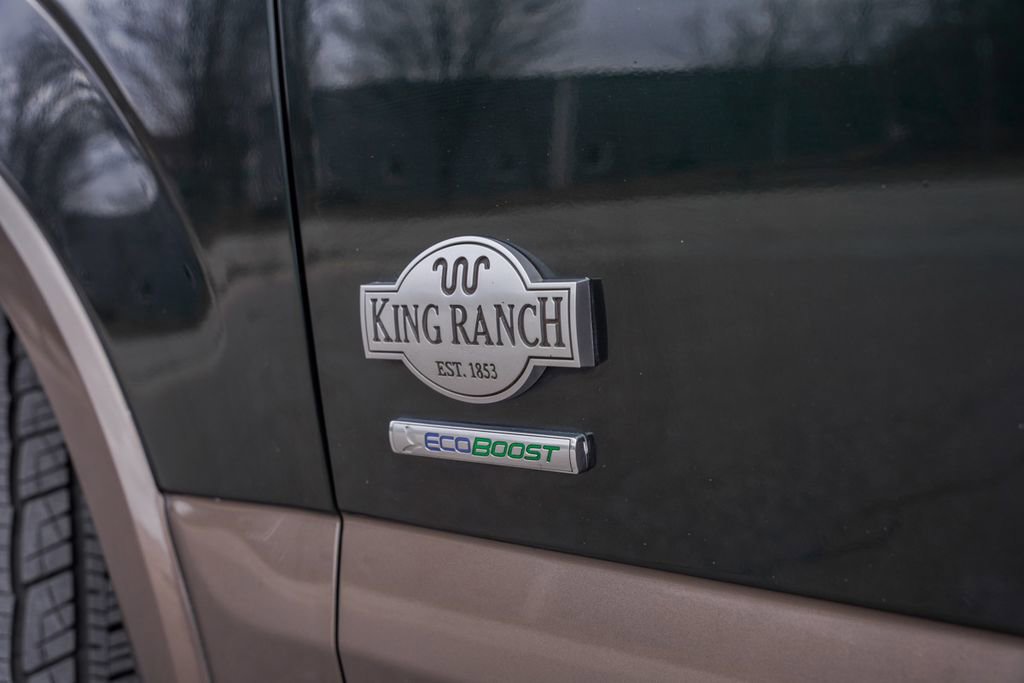 KING RANCH
EST. 1853
ECOBOOST